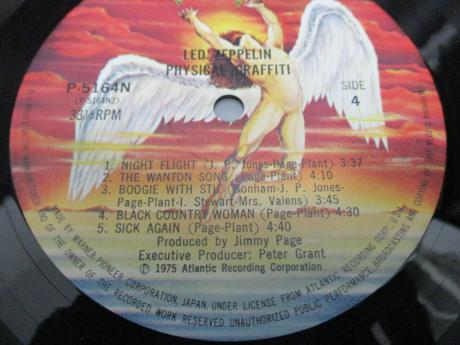 LED ZEPPELIN
PHYSICAL GRAFFITI
P-5164N
(P-5164N2)
33⅓RPM
SIDE
4
1. NIGHT FLIGHT (J. P. Jones-Page-Plant) 3:37
2. THE WANTON SONG (Page-Plant) 4:10
3. BOOGIE WITH STU (Bonham-J. P. Jones-
Page-Plant-I. Stewart-Mrs. Valens) 3:45
4. BLACK COUNTRY WOMAN (Page-Plant) 4:30
5. SICK AGAIN (Page-Plant) 4:40
Produced by Jimmy Page
Executive Producer: Peter Grant
Ⓟ 1975 Atlantic Recording Corporation
MADE BY WARNER-PIONEER CORPORATION, JAPAN, UNDER LICENSE FROM ATLANTIC RECORDING CORP., U.S.A.
AND OF THE OWNER OF THE RECORDED WORK RESERVED. UNAUTHORIZED PUBLIC PERFORMANCE, BROADCASTING AND COPYING OF